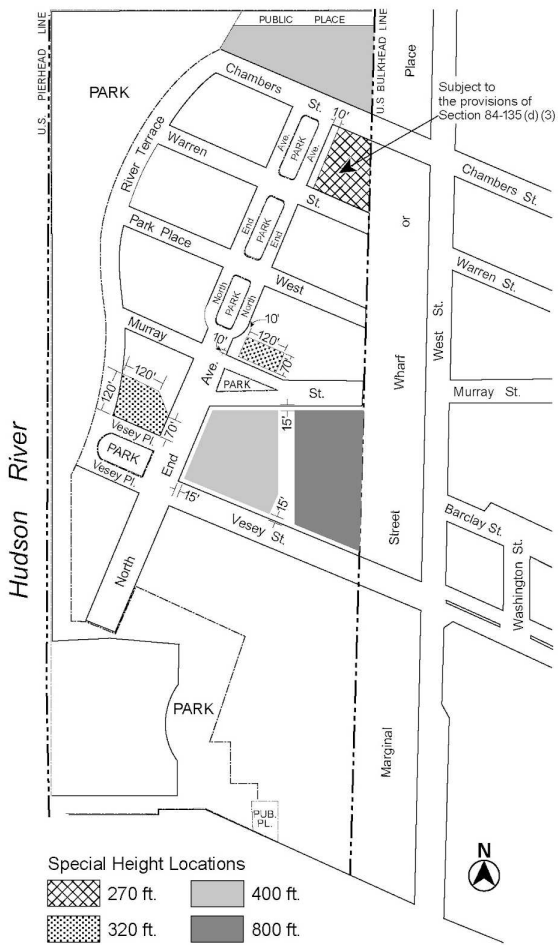 PUBLIC PLACE
U.S. PIERHEAD LINE
U.S BULKHEAD LINE
Place
PARK
Chambers
St.
10'
Subject to
the provisions of
Section 84-135 (d) (3)
Ave.
PARK
Ave.
Warren
St.
Chambers St.
River Terrace
Park Place
End
PARK
End
or
Warren St.
West
North
PARK
North
West St.
10'
Murray
10'
120'
70'
Wharf
Ave.
PARK
St.
Murray St.
120'
120'
70'
15'
Vesey Pl.
PARK
Vesey Pl.
End
15'
15'
Vesey St.
Street
Barclay St.
Washington St.
Hudson River
North
PARK
Marginal
PUB.
PL.
N
Special Height Locations
270 ft.
400 ft.
320 ft.
800 ft.